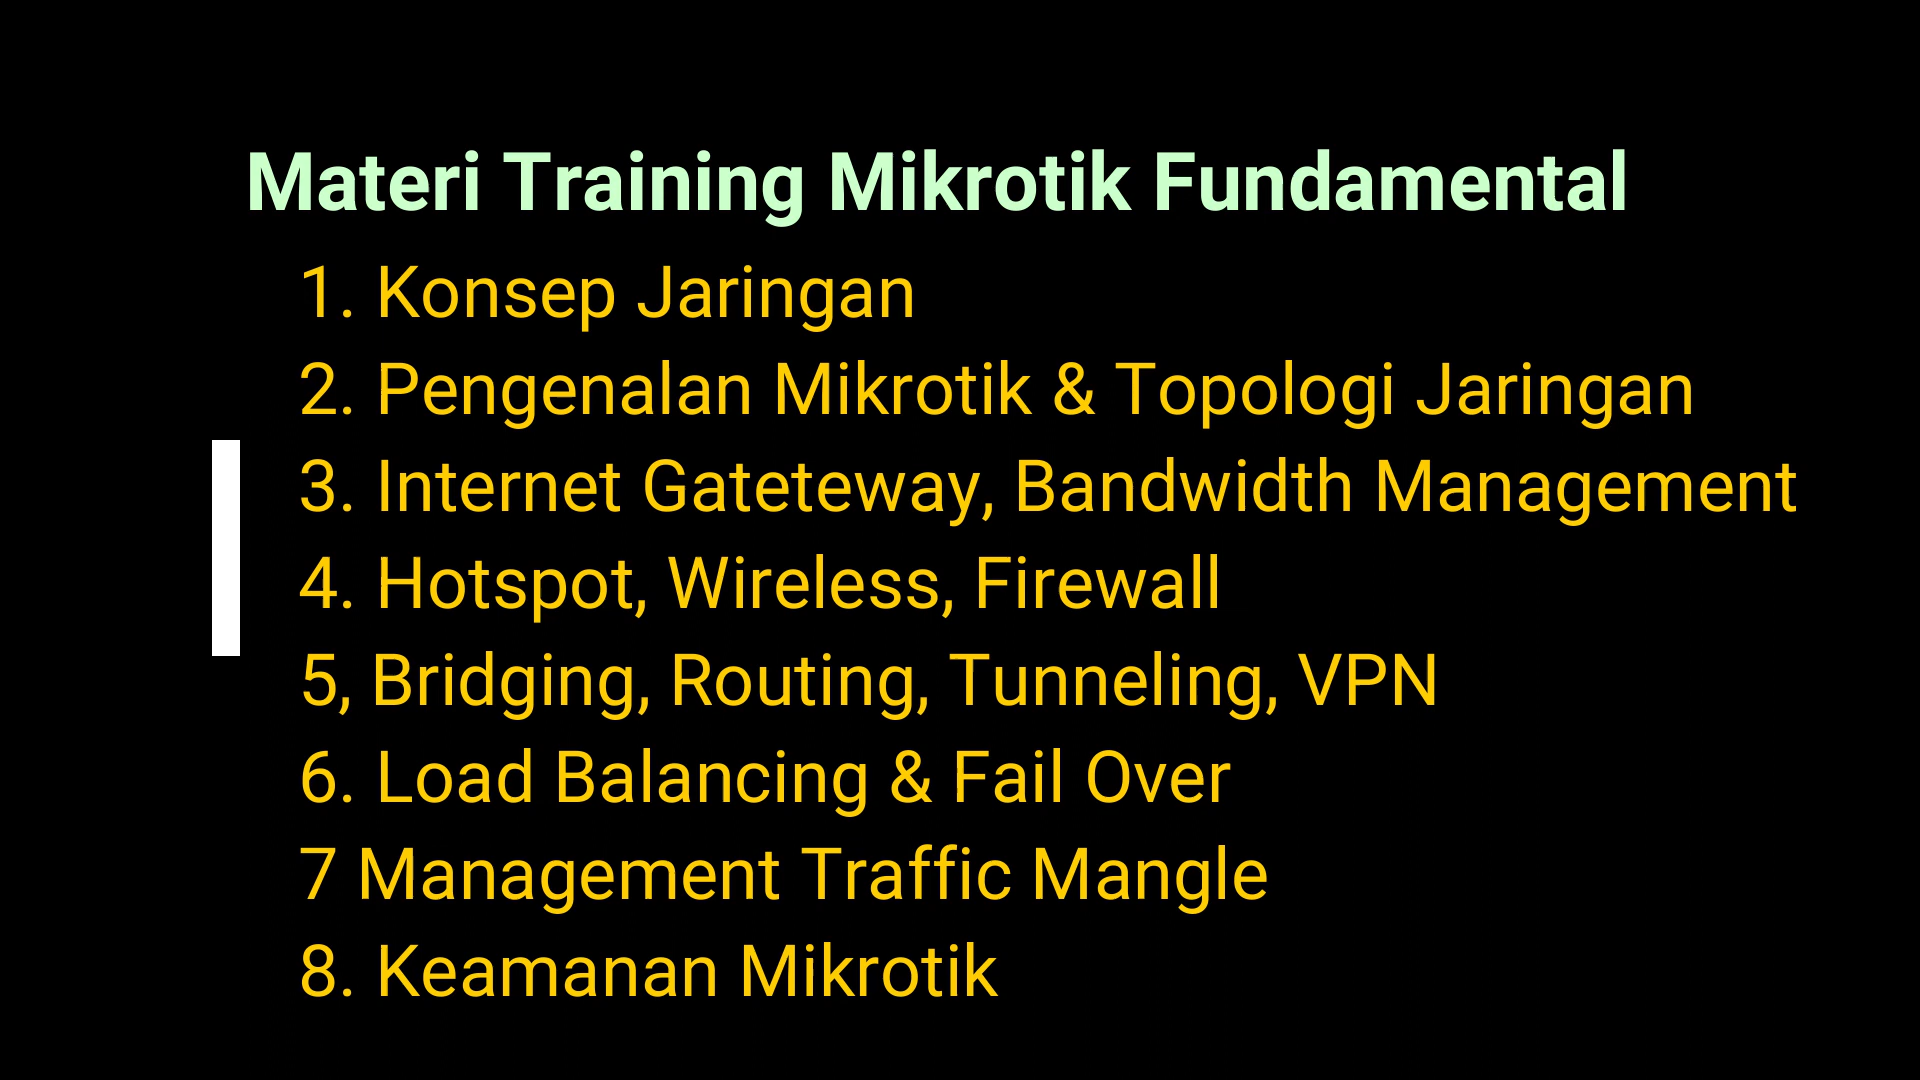 Materi Training Mikrotik Fundamental
1. Konsep Jaringan
2. Pengenalan Mikrotik & Topologi Jaringan
3. Internet Gateteway, Bandwidth Management
4. Hotspot, Wireless, Firewall
5, Bridging, Routing, Tunneling, VPN
6. Load Balancing & Fail Over
7 Management Traffic Mangle
8. Keamanan Mikrotik